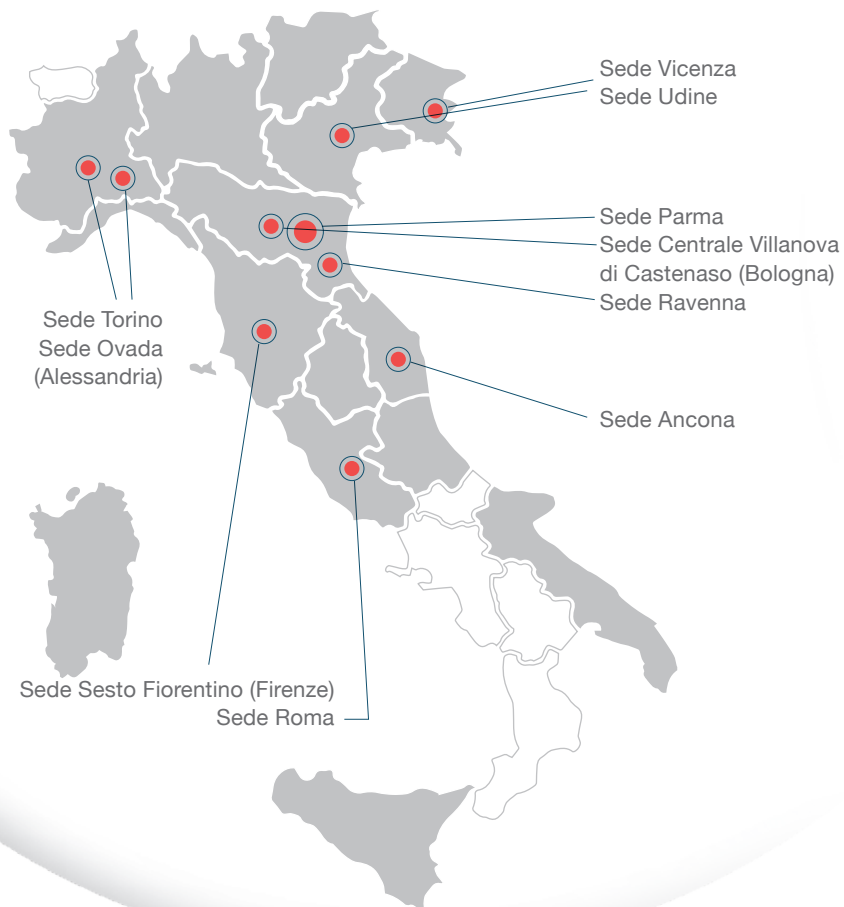 Sede Vicenza
Sede Udine
Sede Parma
Sede Centrale Villanova
di Castenaso (Bologna)
Sede Ravenna
Sede Torino
Sede Ovada
(Alessandria)
Sede Ancona
Sede Sesto Fiorentino (Firenze)
Sede Roma